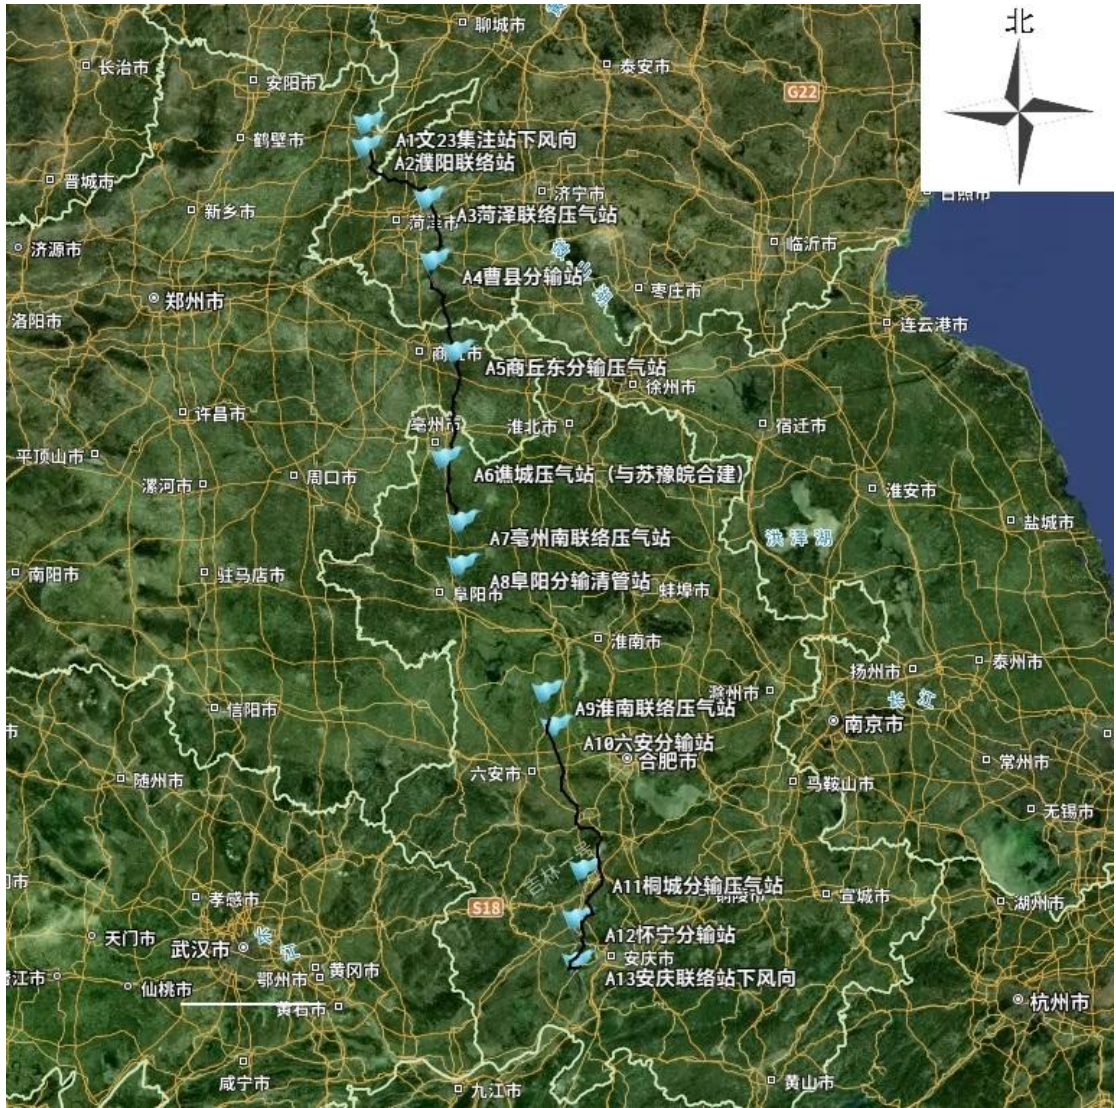 北
聊城市
长治市
泰安市
安阳市
G22
鹤壁市
A1文23集注站下风向
A2濮阳联络站
晋城市
济宁市
日照市
新乡市
A3菏泽联络压气站
菏泽市
济源市
临沂市
A4曹县分输站
郑州市
枣庄市
洛阳市
连云港市
A5商丘东分输压气站
徐州市
许昌市
亳州市
淮北市
宿迁市
平顶山市
A6谯城压气站(与苏豫皖合建)
周口市
漯河市
淮安市
盐城市
A7亳州南联络压气站
洪泽湖
南阳市
驻马店市
A8阜阳分输清管站
阜阳市
蚌埠市
淮南市
泰州市
扬州市
滁州市
长江
A9淮南联络压气站
信阳市
南京市
A10六安分输站
合肥市
常州市
六安市
随州市
马鞍山市
无锡市
A11桐城分输压气站
铜陵市
宣城市
孝感市
S18
湖州市
天门市
长江
A12怀宁分输站
武汉市
安庆市
黄冈市
A13安庆联络站下风向
鄂州市
仙桃市
潜江市
杭州市
黄石市
咸宁市
九江市
黄山市